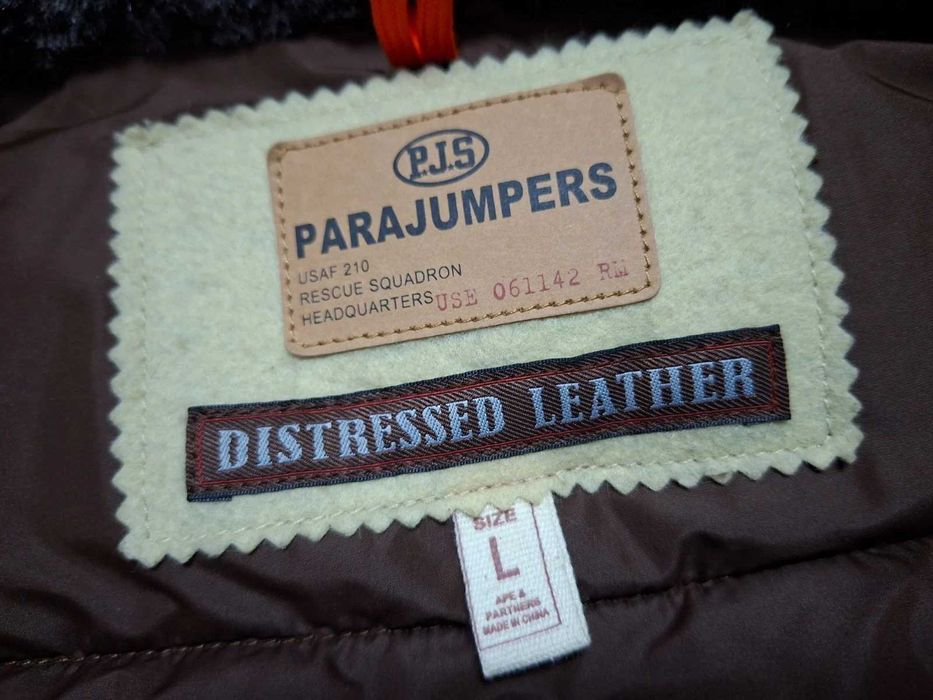 P.J.S
PARAJUMPERS
USAF 210
RESCUE SQUADRON
HEADQUARTERS USE 061142 RM
DISTRESSED LEATHER
SIZE
L
APE &
PARTNERS
MADE IN CHINA